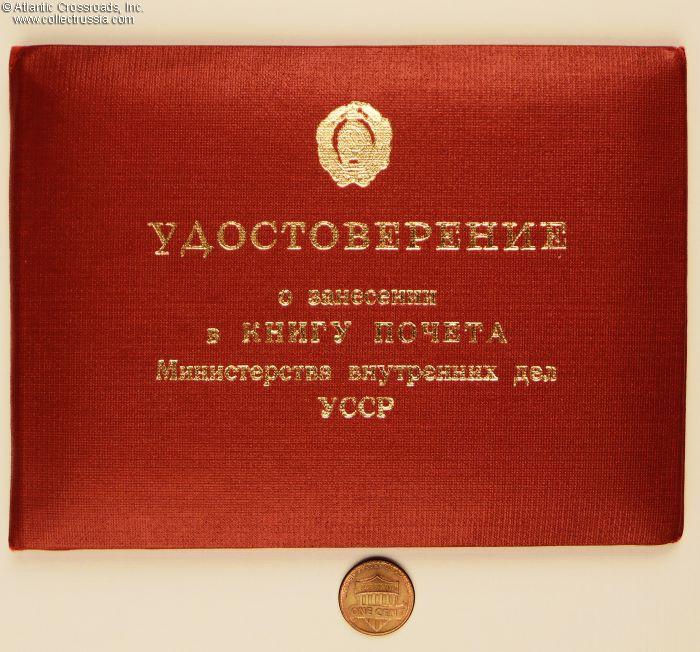 © Atlantic Crossroads, Inc.
www.collectrussia.com
УДОСТОВЕРЕНИЕ
о занесении
в КНИГУ ПОЧЕТА
Министерства внутренних дел
УССР
ONE CENT